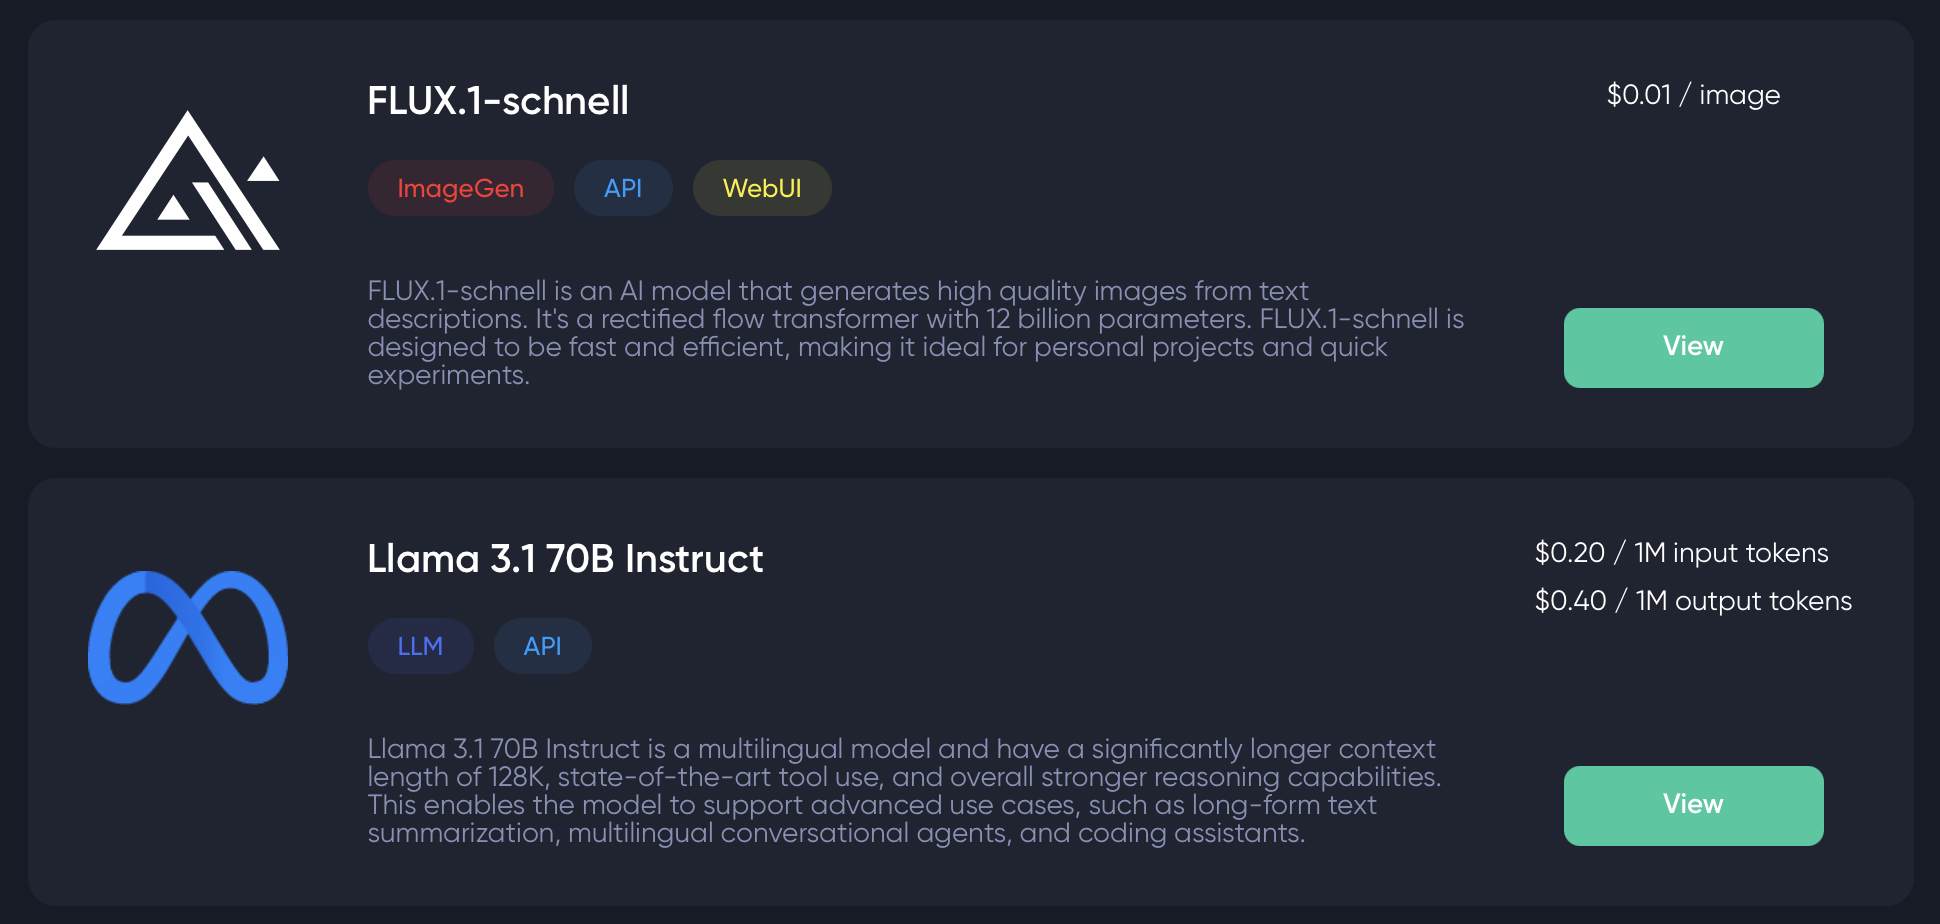 FLUX.1-schnell
$0.01 / image
ImageGen
API
WebUI
FLUX.1-schnell is an AI model that generates high quality images from text
descriptions. It's a rectified flow transformer with 12 billion parameters. FLUX.1-schnell is
designed to be fast and efficient, making it ideal for personal projects and quick
experiments.
View
Llama 3.1 70B Instruct
$0.20 / 1M input tokens
$0.40 / 1M output tokens
LLM
API
Llama 3.1 70B Instruct is a multilingual model and have a significantly longer context
length of 128K, state-of-the-art tool use, and overall stronger reasoning capabilities.
This enables the model to support advanced use cases, such as long-form text
summarization, multilingual conversational agents, and coding assistants.
View